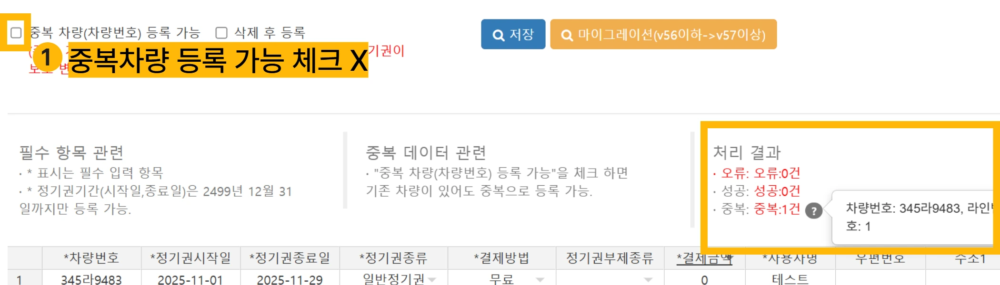 중복 차량(차량번호) 등록 가능 삭제 후 등록
저장
마이그레이션(v56이하->v57이상)
기권이
1 중복차량 등록 가능 체크 X
변
필수 항목 관련
· * 표시는 필수 입력 항목
· * 정기권기간(시작일,종료일)은 2499년 12월 31
일까지만 등록 가능.
중복 데이터 관련
· "중복 차량(차량번호) 등록 가능"을 체크 하면
기존 차량이 있어도 중복으로 등록 가능.
처리 결과
· 오류: 오류:0건
· 성공: 성공:0건
· 중복: 중복:1건 ?
차량번호: 345라9483, 라인
호: 1
*차량번호 *정기권시작일 *정기권종료일 *정기권종류 *결제방법 정기권부제종류 *결제금액 *사용자명 우편번호 주소1
1 345라9483 2025-11-01 2025-11-29 일반정기권 무료 0 테스트